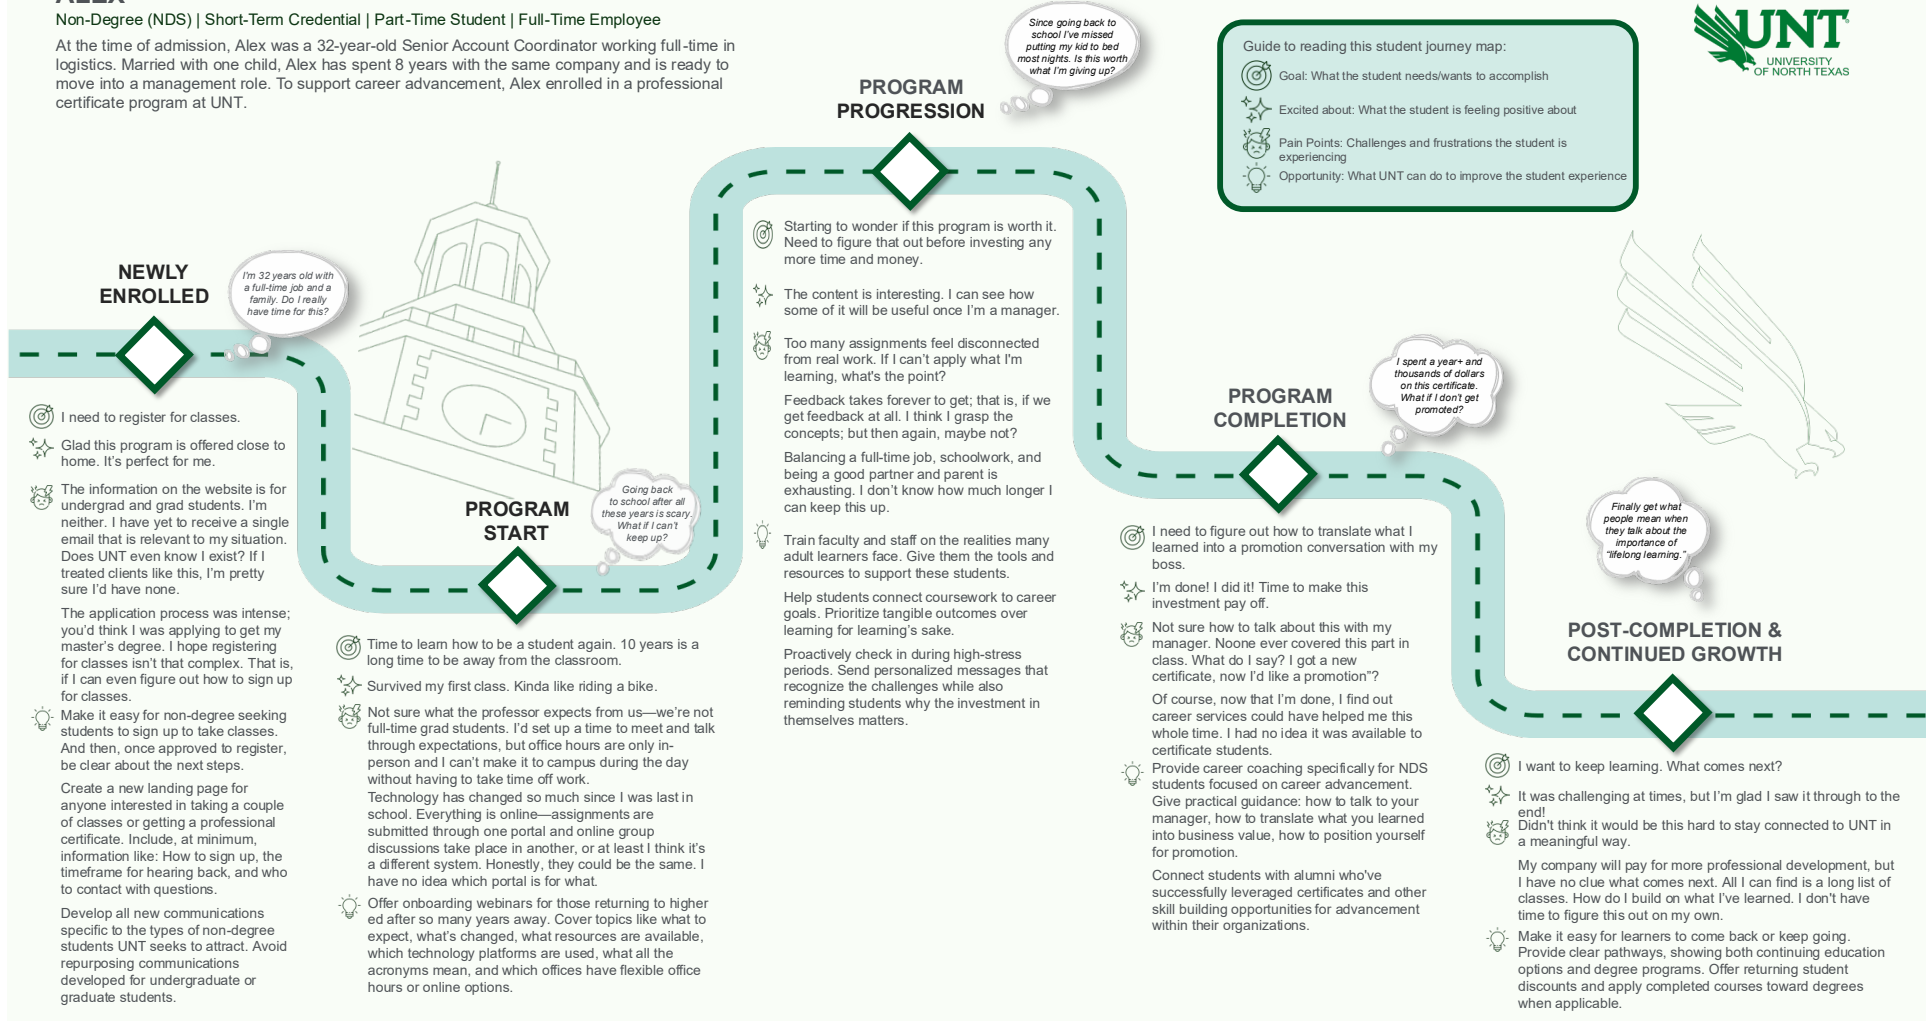 ALEX
Non-Degree (NDS) | Short-Term Credential | Part-Time Student | Full-Time Employee
At the time of admission, Alex was a 32-year-old Senior Account Coordinator working full-time in
logistics. Married with one child, Alex has spent 8 years with the same company and is ready to
move into a management role. To support career advancement, Alex enrolled in a professional
certificate program at UNT.
Guide to reading this student journey map:
Goal: What the student needs/wants to accomplish
Excited about: What the student is feeling positive about
Pain Points: Challenges and frustrations the student is
experiencing
Opportunity: What UNT can do to improve the student experience
UNT
UNIVERSITY
OF NORTH TEXAS
NEWLY
ENROLLED
I'm 32 years old with
a full-time job and a
family. Do I really
have time for this?
I need to register for classes.
Glad this program is offered close to
home. It's perfect for me.
The information on the website is for
undergrad and grad students. I'm
neither. I have yet to receive a single
email that is relevant to my situation.
Does UNT even know I exist? If I
treated clients like this, I'm pretty
sure I'd have none.
The application process was intense;
you'd think I was applying to get my
master's degree. I hope registering
for classes isn't that complex. That is,
if I can even figure out how to sign up
for classes.
Make it easy for non-degree seeking
students to sign up to take classes.
And then, once approved to register,
be clear about the next steps.
Create a new landing page for
anyone interested in taking a couple
of classes or getting a professional
certificate. Include, at minimum,
information like: How to sign up, the
timeframe for hearing back, and who
to contact with questions.
Develop all new communications
specific to the types of non-degree
students UNT seeks to attract. Avoid
repurposing communications
developed for undergraduate or
graduate students.
PROGRAM
START
Going back
to school after all
these years is scary.
What if I can't
keep up?
Time to learn how to be a student again. 10 years is a
long time to be away from the classroom.
Survived my first class. Kinda like riding a bike.
Not sure what the professor expects from us—we're not
full-time grad students. I'd set up a time to meet and talk
through expectations, but office hours are only in-
person and I can't make it to campus during the day
without having to take time off work.
Technology has changed so much since I was last in
school. Everything is online—assignments are
submitted through one portal and online group
discussions take place in another, or at least I think it's
a different system. Honestly, they could be the same. I
have no idea which portal is for what.
Offer onboarding webinars for those returning to higher
ed after so many years away. Cover topics like what to
expect, what's changed, what resources are available,
which technology platforms are used, what all the
acronyms mean, and which offices have flexible office
hours or online options.
PROGRAM
PROGRESSION
Since going back to
school I've missed
putting my kid to bed
most nights. Is this worth
what I'm giving up?
Starting to wonder if this program is worth it.
Need to figure that out before investing any
more time and money.
The content is interesting. I can see how
some of it will be useful once I'm a manager.
Too many assignments feel disconnected
from real work. If I can't apply what I'm
learning, what's the point?
Feedback takes forever to get; that is, if we
get feedback at all. I think I grasp the
concepts; but then again, maybe not?
Balancing a full-time job, schoolwork, and
being a good partner and parent is
exhausting. I don't know how much longer I
can keep this up.
Train faculty and staff on the realities many
adult learners face. Give them the tools and
resources to support these students.
Help students connect coursework to career
goals. Prioritize tangible outcomes over
learning for learning's sake.
Proactively check in during high-stress
periods. Send personalized messages that
recognize the challenges while also
reminding students why the investment in
themselves matters.
PROGRAM
COMPLETION
I spent a year+ and
thousands of dollars
on this certificate.
What if I don't get
promoted?
I need to figure out how to translate what I
learned into a promotion conversation with my
boss.
I'm done! I did it! Time to make this
investment pay off.
Not sure how to talk about this with my
manager. Noone ever covered this part in
class. What do I say? I got a new
certificate, now I'd like a promotion"?
Of course, now that I'm done, I find out
career services could have helped me this
whole time. I had no idea it was available to
certificate students.
Provide career coaching specifically for NDS
students focused on career advancement.
Give practical guidance: how to talk to your
manager, how to translate what you learned
into business value, how to position yourself
for promotion.
Connect students with alumni who've
successfully leveraged certificates and other
skill building opportunities for advancement
within their organizations.
POST-COMPLETION &
CONTINUED GROWTH
Finally get what
people mean when
they talk about the
importance of
"lifelong learning."
I want to keep learning. What comes next?
It was challenging at times, but I'm glad I saw it through to the
end!
Didn't think it would be this hard to stay connected to UNT in
a meaningful way.
My company will pay for more professional development, but
I have no clue what comes next. All I can find is a long list of
classes. How do I build on what I've learned. I don't have
time to figure this out on my own.
Make it easy for learners to come back or keep going.
Provide clear pathways, showing both continuing education
options and degree programs. Offer returning student
discounts and apply completed courses toward degrees
when applicable.